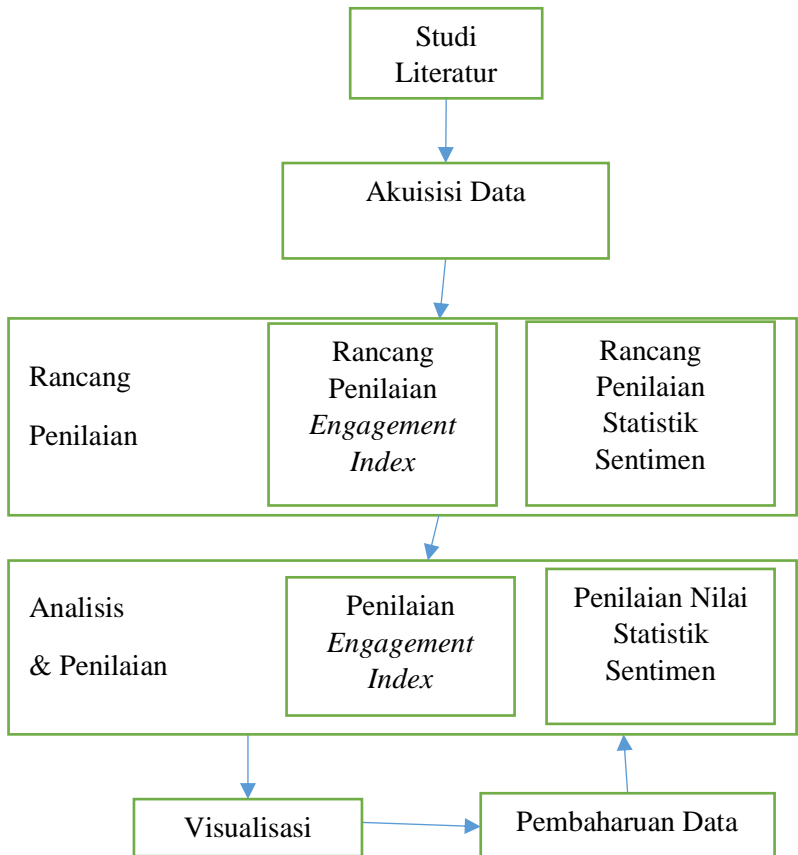 Studi
Literatur
Akuisisi Data
Rancang
Penilaian
Rancang
Penilaian
Engagement
Index
Rancang
Penilaian
Statistik
Sentimen
Analisis
& Penilaian
Penilaian
Engagement
Index
Penilaian Nilai
Statistik
Sentimen
Visualisasi
Pembaharuan Data